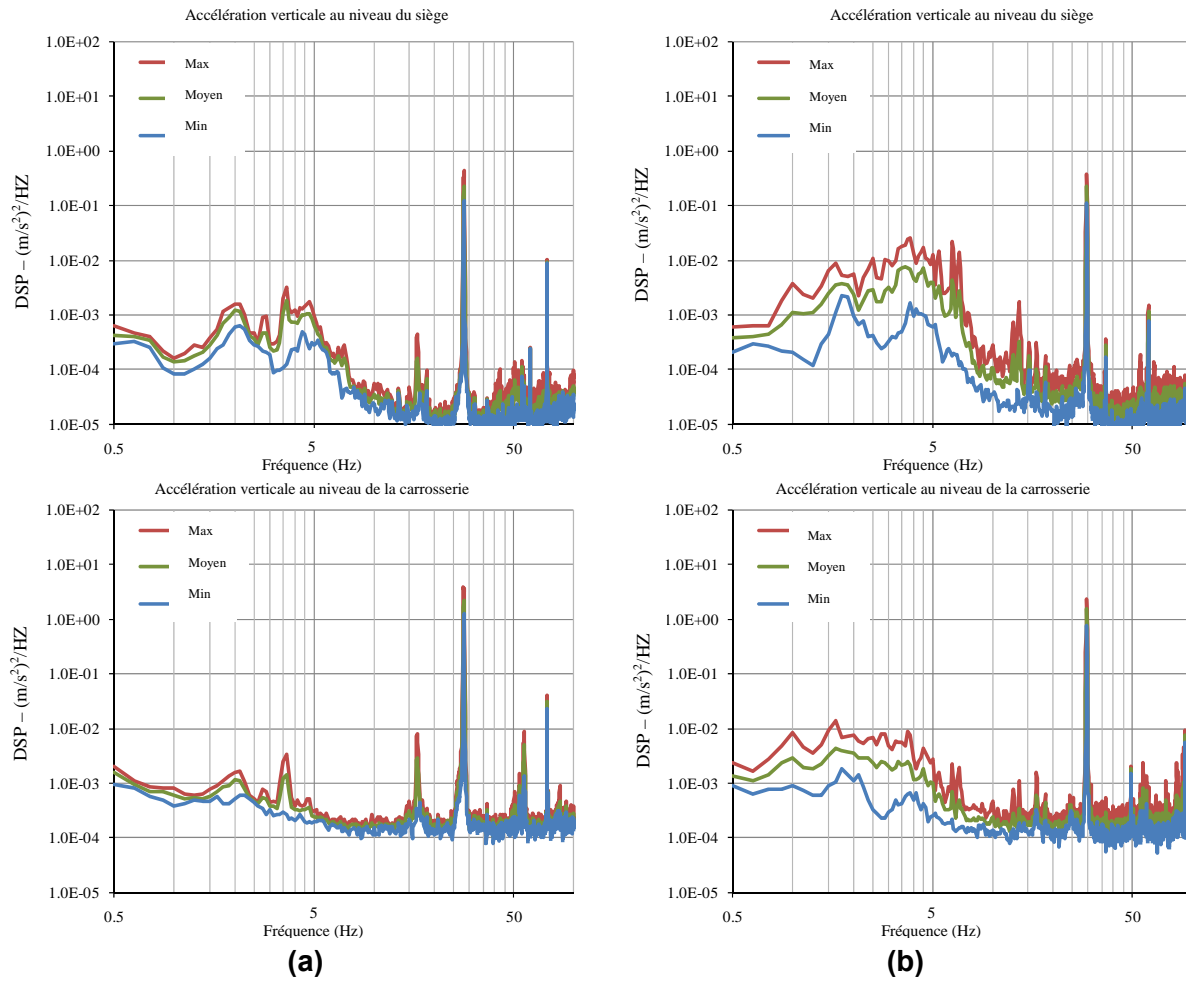 Accélération verticale au niveau du siège
1.0E+02
1.0E+01
1.0E+00
1.0E-01
1.0E-02
1.0E-03
1.0E-04
1.0E-05
DSP – (m/s²)²/HZ
Max
Moyen
Min
0.5
5
50
Fréquence (Hz)
Accélération verticale au niveau du siège
1.0E+02
1.0E+01
1.0E+00
1.0E-01
1.0E-02
1.0E-03
1.0E-04
1.0E-05
DSP – (m/s²)²/HZ
Max
Moyen
Min
0.5
5
50
Fréquence (Hz)
Accélération verticale au niveau de la carrosserie
1.0E+02
1.0E+01
1.0E+00
1.0E-01
1.0E-02
1.0E-03
1.0E-04
1.0E-05
DSP – (m/s²)²/HZ
Max
Moyen
Min
0.5
5
50
Fréquence (Hz)
(a)
Accélération verticale au niveau de la carrosserie
1.0E+02
1.0E+01
1.0E+00
1.0E-01
1.0E-02
1.0E-03
1.0E-04
1.0E-05
DSP – (m/s²)²/HZ
Max
Moyen
Min
0.5
5
50
Fréquence (Hz)
(b)